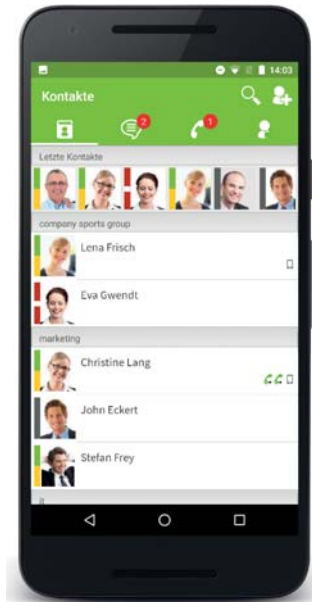 14:03
Kontakte
2
1
Letzte Kontakte
company sports group
Lena Frisch
Eva Gwendt
marketing
Christine Lang
John Eckert
Stefan Frey
it